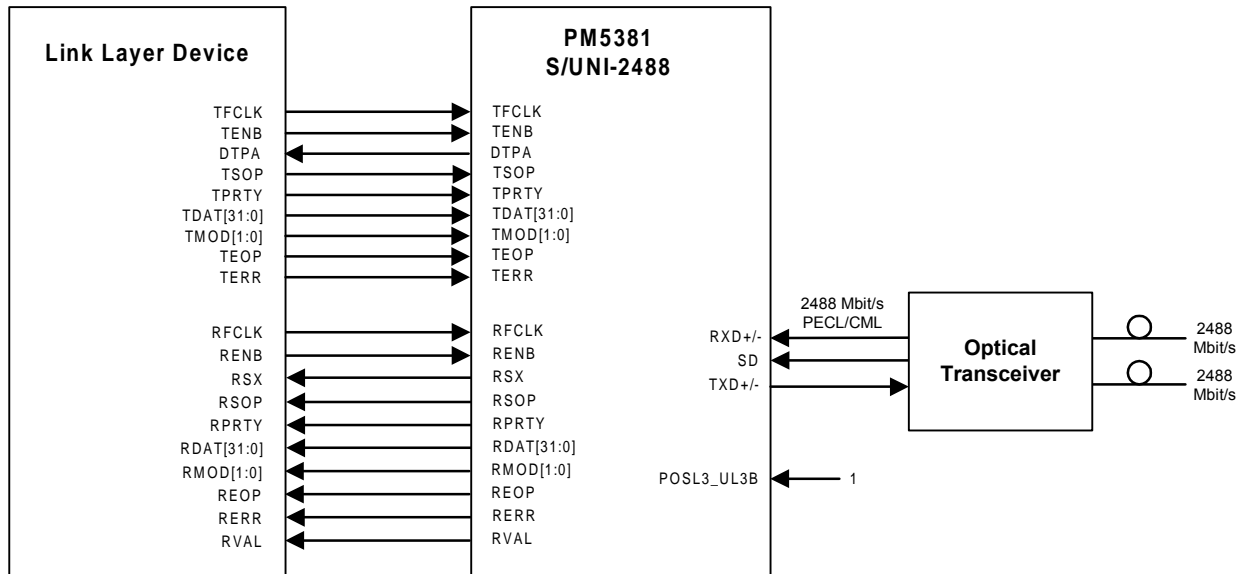 Link Layer Device
TFCLK
TENB
DTPA
TSOP
TPRTY
TDAT[31:0]
TMOD[1:0]
TEOP
TERR
RFCLK
RENB
RSX
RSOP
RPRTY
RDAT[31:0]
RMOD[1:0]
REOP
RERR
RVAL
PM5381
S/UNI-2488
TFCLK
TENB
DTPA
TSOP
TPRTY
TDAT[31:0]
TMOD[1:0]
TEOP
TERR
RFCLK
RENB
RSX
RSOP
RPRTY
RDAT[31:0]
RMOD[1:0]
REOP
RERR
RVAL
RXD+/-
SD
TXD+/-
POSL3_UL3B
1
2488 Mbit/s
PECL/CML
Optical
Transceiver
2488
Mbit/s
2488
Mbit/s